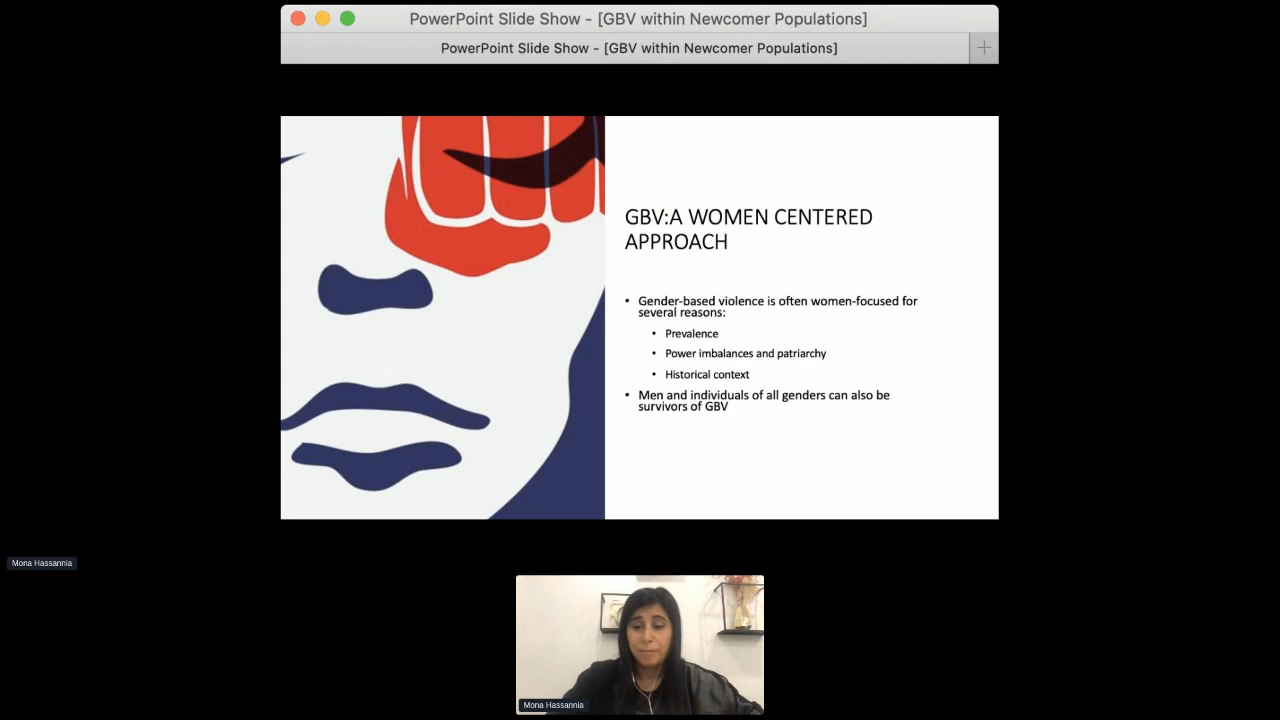 PowerPoint Slide Show - [GBV within Newcomer Populations]
PowerPoint Slide Show - [GBV within Newcomer Populations]
GBV:A WOMEN CENTERED
APPROACH
• Gender-based violence is often women-focused for
several reasons:
• Prevalence
• Power imbalances and patriarchy
• Historical context
• Men and individuals of all genders can also be
survivors of GBV
Mona Hassannia
Mona Hassannia